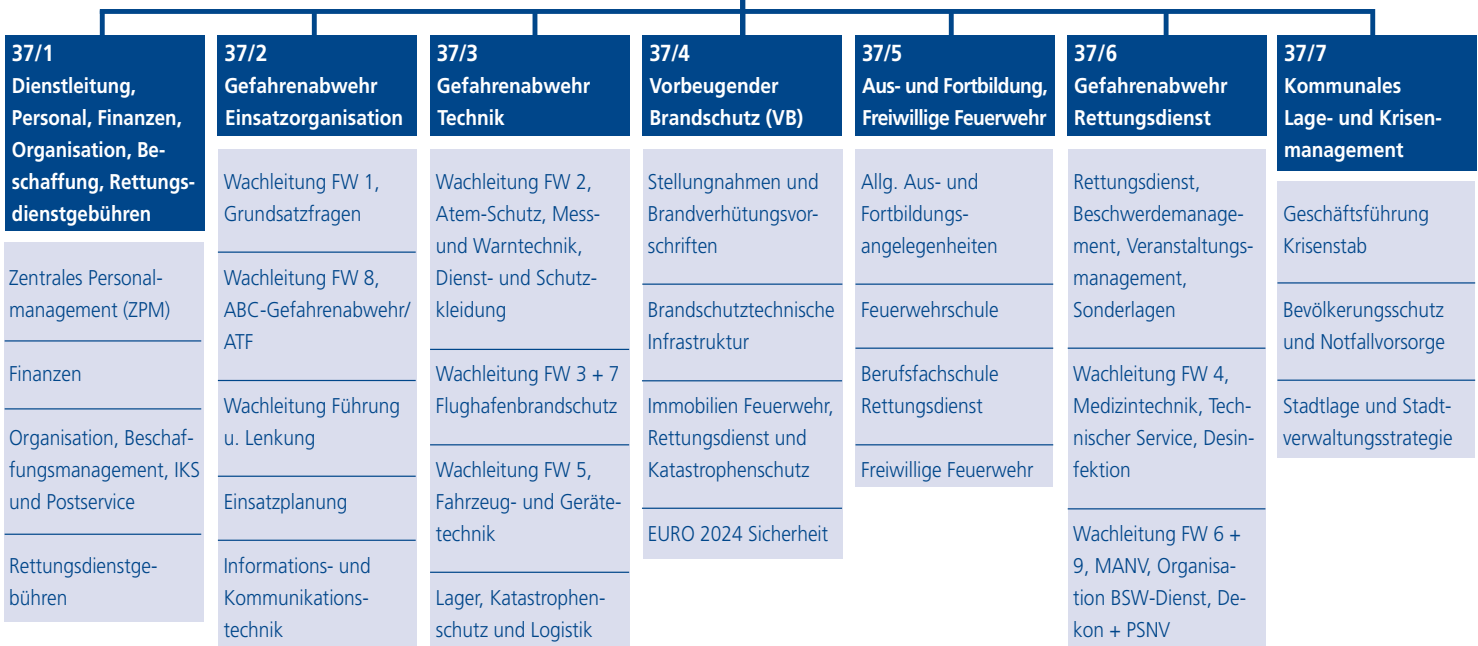 37/1
Dienstleitung,
Personal, Finanzen,
Organisation, Be-
schaffung, Rettungs-
dienstgebühren
Zentrales Personal-
management (ZPM)
Finanzen
Organisation, Beschaf-
fungsmanagement, IKS
und Postservice
Rettungsdienstge-
bühren
37/2
Gefahrenabwehr
Einsatzorganisation
Wachleitung FW 1,
Grundsatzfragen
Wachleitung FW 8,
ABC-Gefahrenabwehr/
ATF
Wachleitung Führung
u. Lenkung
Einsatzplanung
Informations- und
Kommunikations-
technik
37/3
Gefahrenabwehr
Technik
Wachleitung FW 2,
Atem-Schutz, Mess-
und Warntechnik,
Dienst- und Schutz-
kleidung
Wachleitung FW 3 + 7
Flughafenbrandschutz
Wachleitung FW 5,
Fahrzeug- und Geräte-
technik
Lager, Katastrophen-
schutz und Logistik
37/4
Vorbeugender
Brandschutz (VB)
Stellungnahmen und
Brandverhütungsvor-
schriften
Brandschutztechnische
Infrastruktur
Immobilien Feuerwehr,
Rettungsdienst und
Katastrophenschutz
EURO 2024 Sicherheit
37/5
Aus- und Fortbildung,
Freiwillige Feuerwehr
Allg. Aus- und
Fortbildungs-
angelegenheiten
Feuerwehrschule
Berufsfachschule
Rettungsdienst
Freiwillige Feuerwehr
37/6
Gefahrenabwehr
Rettungsdienst
Rettungsdienst,
Beschwerdemanage-
ment, Veranstaltungs-
management,
Sonderlagen
Wachleitung FW 4,
Medizintechnik, Tech-
nischer Service, Desin-
fektion
Wachleitung FW 6 +
9, MANV, Organisa-
tion BSW-Dienst, De-
kon + PSNV
37/7
Kommunales
Lage- und Krisen-
management
Geschäftsführung
Krisenstab
Bevölkerungsschutz
und Notfallvorsorge
Stadtlage und Stadt-
verwaltungsstrategie